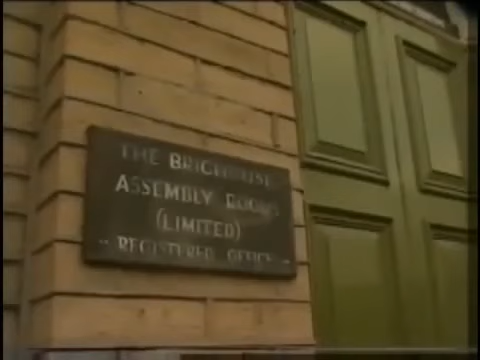 THE BRIGHOUSE
ASSEMBLY ROOMS
(LIMITED)
- REGISTERED OFFICE -